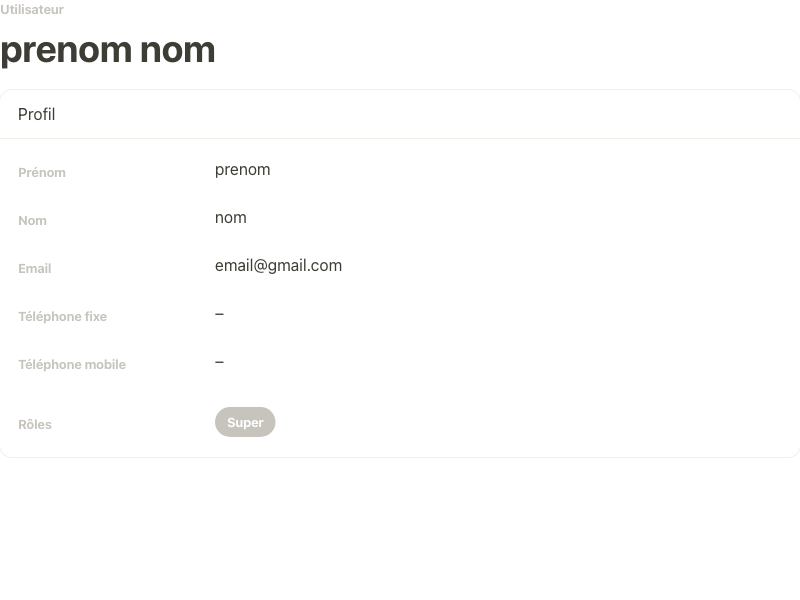 Utilisateur
prenom nom
Profil
Prénom prenom
Nom nom
Email email@gmail.com
Téléphone fixe –
Téléphone mobile –
Rôles Super